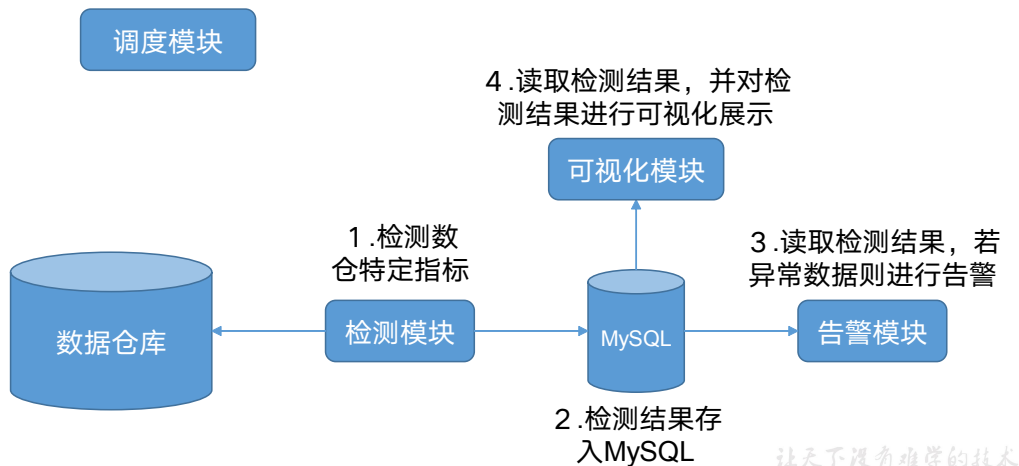 调度模块
4.读取检测结果，并对检
测结果进行可视化展示
可视化模块
1.检测数
仓特定指标
3.读取检测结果，若
异常数据则进行告警
数据仓库
检测模块
MySQL
告警模块
2.检测结果存
入MySQL
让天下没有难学的技术